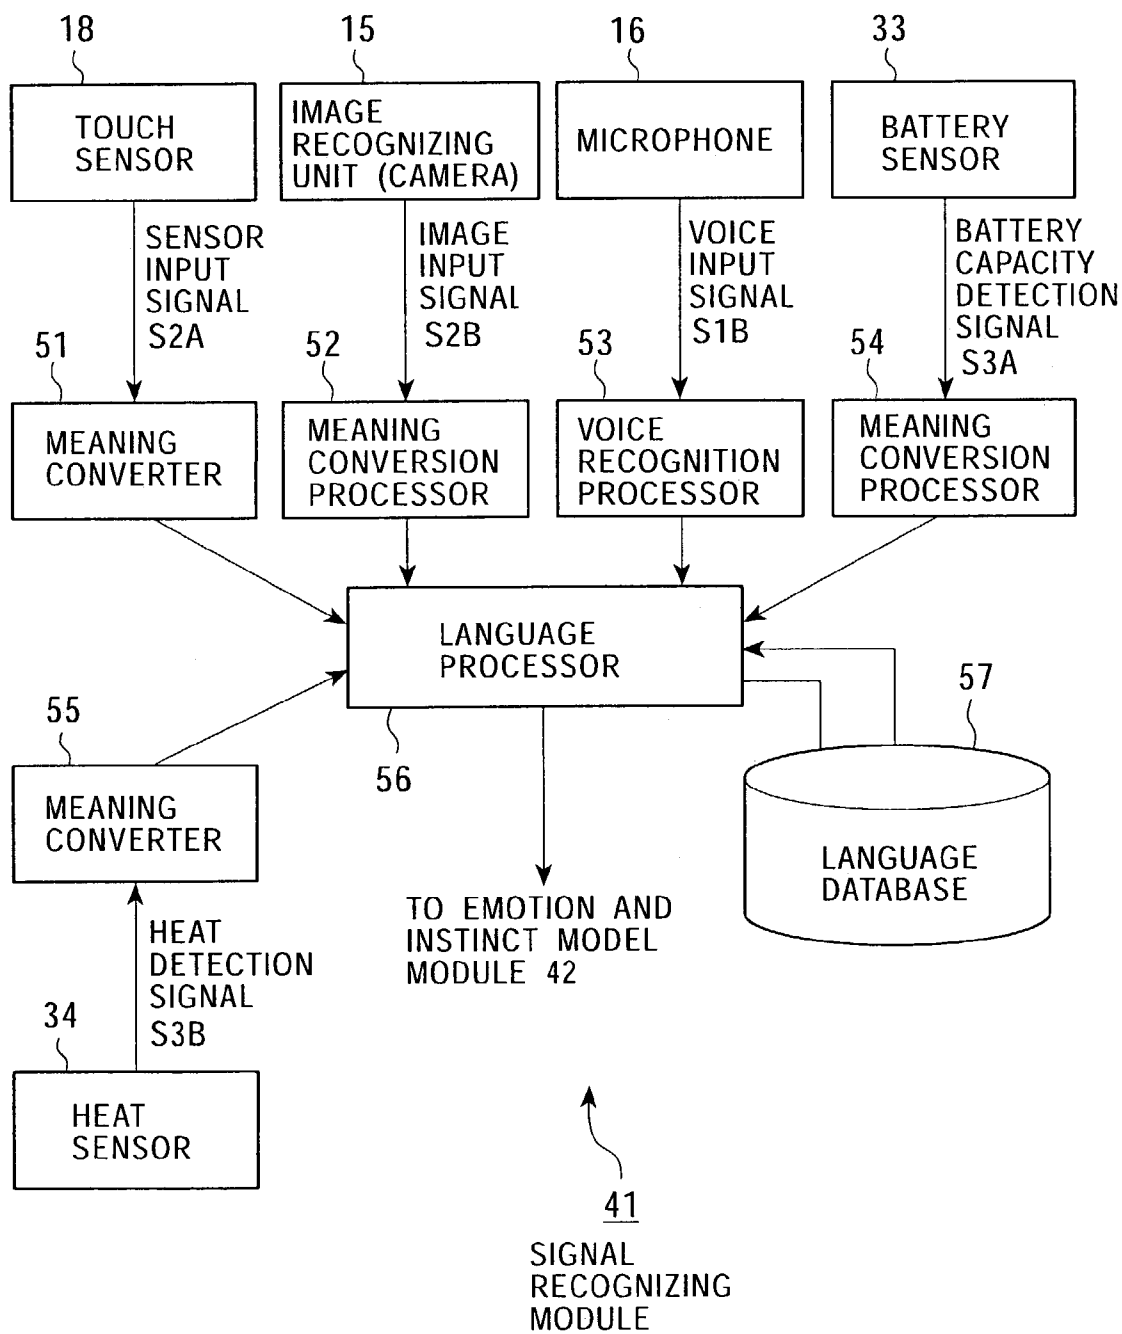 18
15
16
33
TOUCH
SENSOR
IMAGE
RECOGNIZING
UNIT (CAMERA)
MICROPHONE
BATTERY
SENSOR
SENSOR
INPUT
SIGNAL
S2A
IMAGE
INPUT
SIGNAL
S2B
VOICE
INPUT
SIGNAL
S1B
BATTERY
CAPACITY
DETECTION
SIGNAL
S3A
51
52
53
54
MEANING
CONVERTER
MEANING
CONVERSION
PROCESSOR
VOICE
RECOGNITION
PROCESSOR
MEANING
CONVERSION
PROCESSOR
LANGUAGE
PROCESSOR
56
57
LANGUAGE
DATABASE
55
MEANING
CONVERTER
HEAT
DETECTION
SIGNAL
S3B
34
HEAT
SENSOR
TO EMOTION AND
INSTINCT MODEL
MODULE 42
41
SIGNAL
RECOGNIZING
MODULE